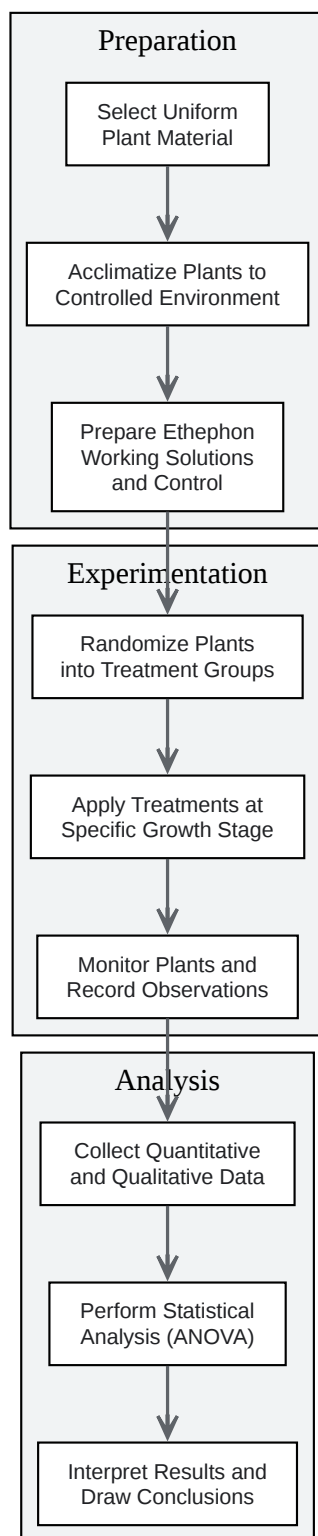 Preparation
Select Uniform
Plant Material
Acclimatize Plants to
Controlled Environment
Prepare Ethephon
Working Solutions
and Control
Experimentation
Randomize Plants
into Treatment Groups
Apply Treatments at
Specific Growth Stage
Monitor Plants and
Record Observations
Analysis
Collect Quantitative
and Qualitative Data
Perform Statistical
Analysis (ANOVA)
Interpret Results and
Draw Conclusions